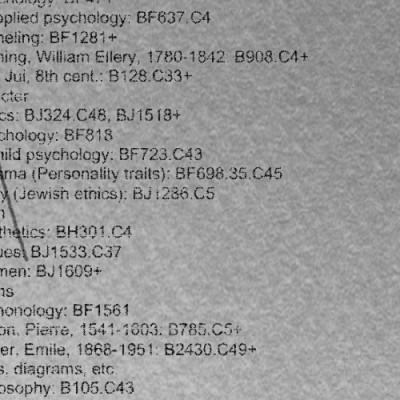 pplied psychology: BF637.C4
neling: BF1281+
ning, William Ellery, 1780-1842: B908.C4+
Jui, 8th cent.: B128.C33+
cter
cs: BJ324.C48, BJ1518+
chology: BF818
hild psychology: BF723.C43
ma (Personality traits): BF698.35.C45
y (Jewish ethics): BJ1286.C5
thetics: BH301.C4
ues: BJ1533.C37
men: BJ1609+
ns
monology: BF1561
on, Pierre, 1541-1603: B785.C5+
er, Emile, 1868-1951: B2430.C49+
s, diagrams, etc.
osophy: B105.C43